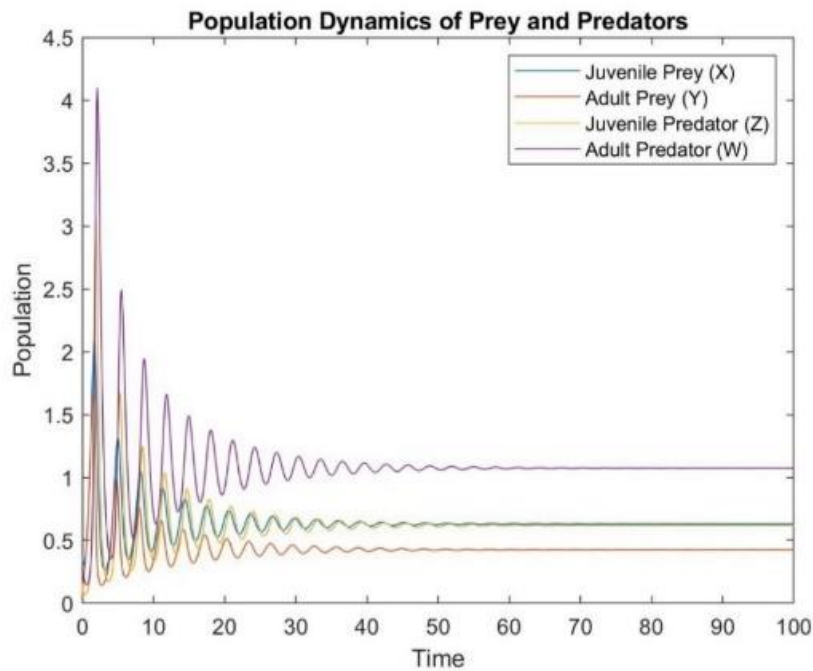 Population Dynamics of Prey and Predators
4.5
Juvenile Prey (X)
Adult Prey (Y)
Juvenile Predator (Z)
Adult Predator (W)
4
3.5
3
2.5
2
1.5
1
0.5
0
Population
0 10 20 30 40 50 60 70 80 90 100
Time